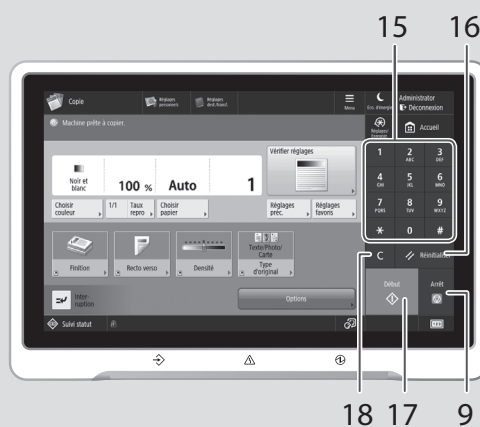 15 16
Copie
Réglages personnels
Réglages dest./fonct.
Menu
Eco. d'énergie
Administrator
Déconnexion
Machine prête à copier.
Réglages/
Enregistr.
Accueil
Vérifier réglages
1
2 ABC
3 DEF
Noir et
blanc
100 %
Auto
1
4 GHI
5 JKL
6 MNO
Choisir
couleur
1/1
Taux
repro
Choisir
papier
Réglages
préc.
Réglages
favoris
7 PQRS
8 TUV
9 WXYZ
* 0 #
Finition
Recto verso
Densité
Texte/Photo/
Carte
Type
d'original
C
Réinitialiser
Inter-
ruption
Options
Début
Arrêt
Suivi statut
18 17 9